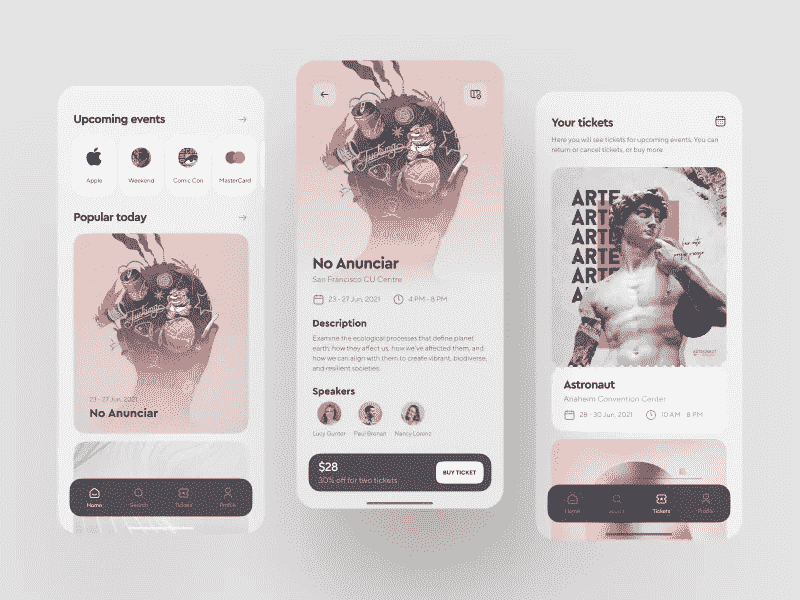 Upcoming events
Apple
Weekend
Comic Con
MasterCard
Popular today
23 - 27 Jun, 2021
No Anunciar
Home
Search
Tickets
Profile
No Anunciar
San Francisco CU Centre
23 - 27 Jun, 2021
4 PM - 8 PM
Description
Examine the ecological processes that define planet
earth: how they affect us, how we've affected them, and
how we can align with them to create vibrant, biodiverse,
and resilient societies.
Speakers
Lucy Gunter
Paul Brenan
Nancy Lorenz
$28
30% off for two tickets
BUY TICKET
Your tickets
Here you will see tickets for upcoming events. You can
return or cancel tickets, or buy more
ARTE
ARTE
ARTE
ARTE
ARTE
ASTRONAUT
Astronaut
Anaheim Convention Center
28 - 30 Jun, 2021
10 AM - 8 PM
Home
Search
Tickets
Profile